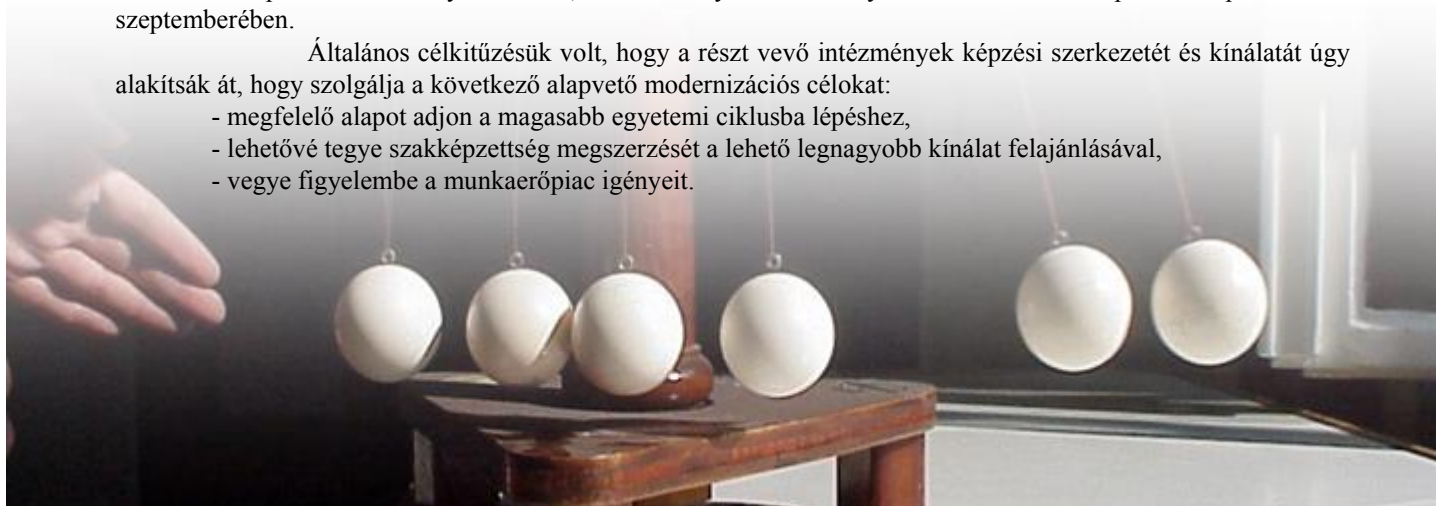 szeptemberében.
Általános célkitűzésük volt, hogy a részt vevő intézmények képzési szerkezetét és kínálatát úgy
alakítsák át, hogy szolgálja a következő alapvető modernizációs célokat:
- megfelelő alapot adjon a magasabb egyetemi ciklusba lépéshez,
- lehetővé tegye szakképzettség megszerzését a lehető legnagyobb kínálat felajánlásával,
- vegye figyelembe a munkaerőpiac igényeit.